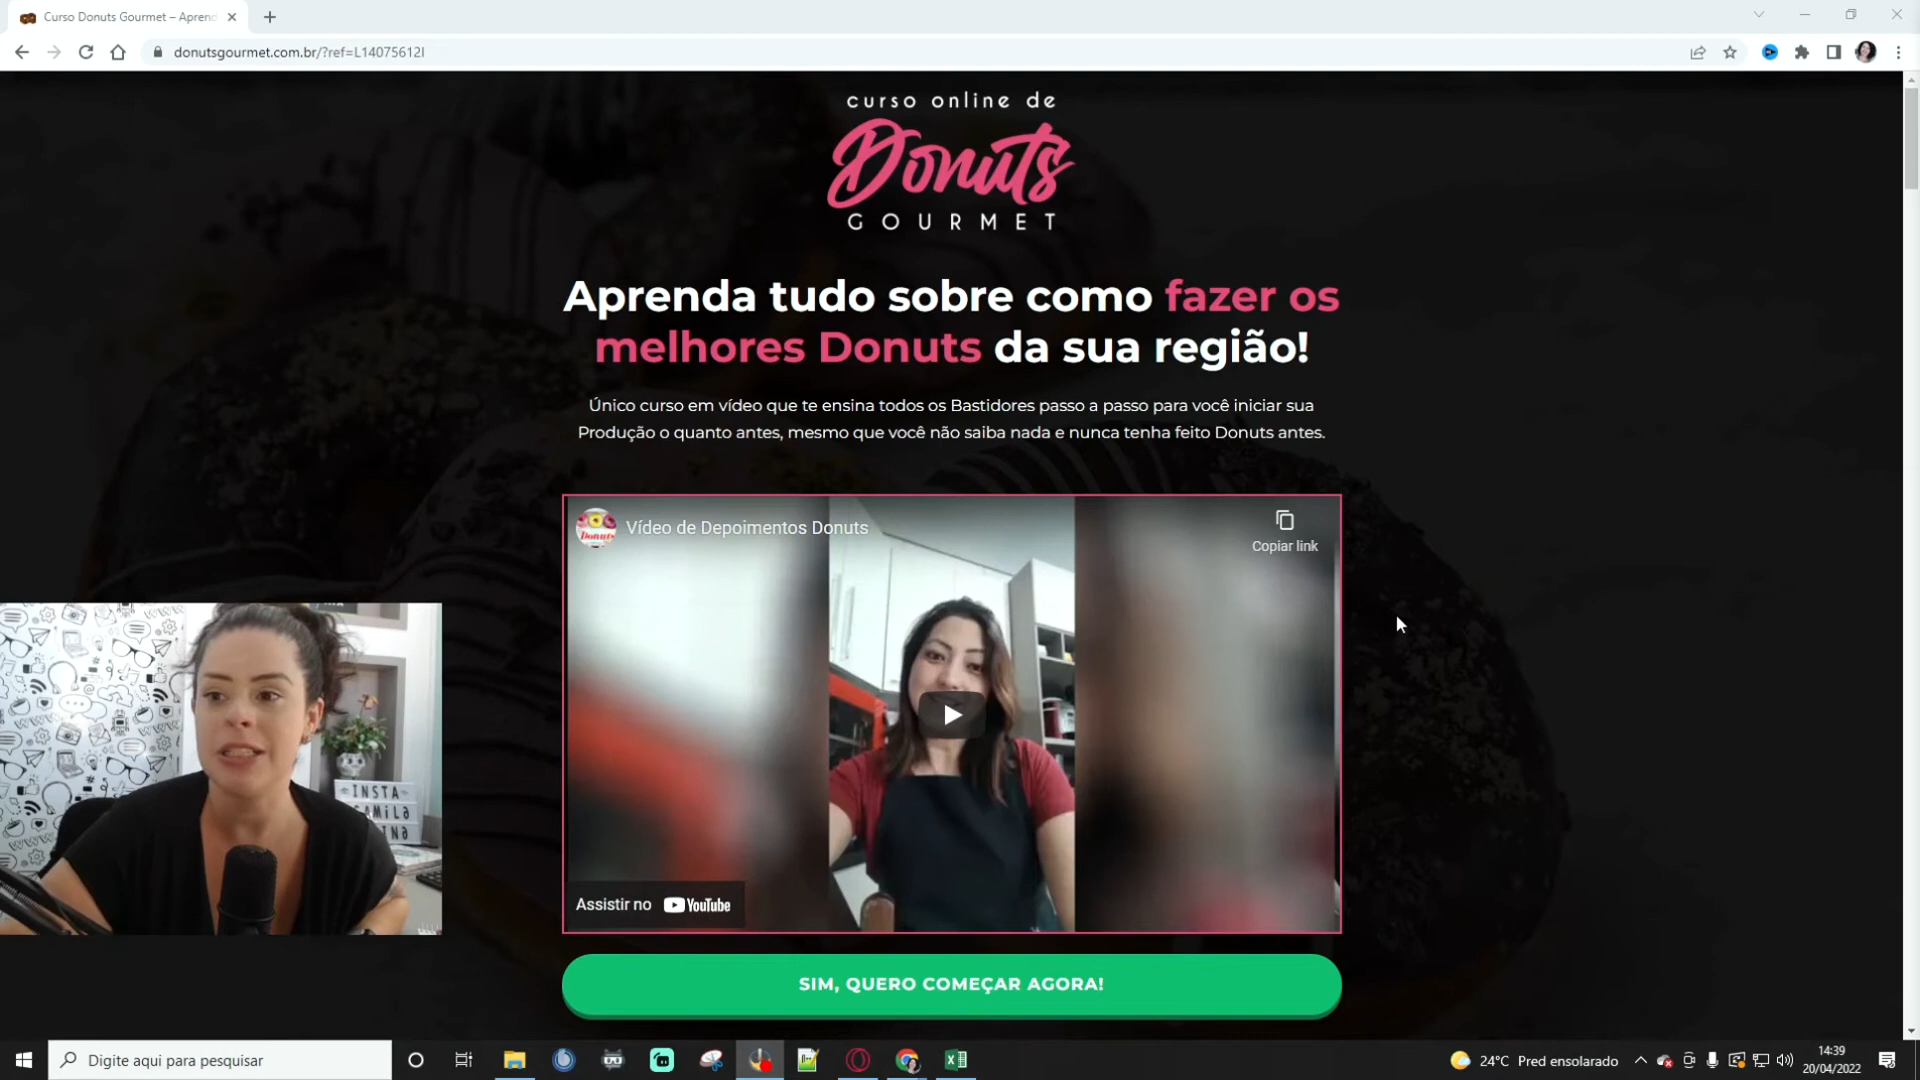 Curso Donuts Gourmet – Apren
donutsgourmet.com.br/?ref=L14075612I
curso online de
Donuts
GOURMET
Aprenda tudo sobre como fazer os
melhores Donuts da sua região!
Único curso em vídeo que te ensina todos os Bastidores passo a passo para você iniciar sua
Produção o quanto antes, mesmo que você não saiba nada e nunca tenha feito Donuts antes.
Donuts
Vídeo de Depoimentos Donuts
Copiar link
INSTA
Assistir no YouTube
SIM, QUERO COMEÇAR AGORA!
Digite aqui para pesquisar
24°C Pred ensolarado
14:39
20/04/2022